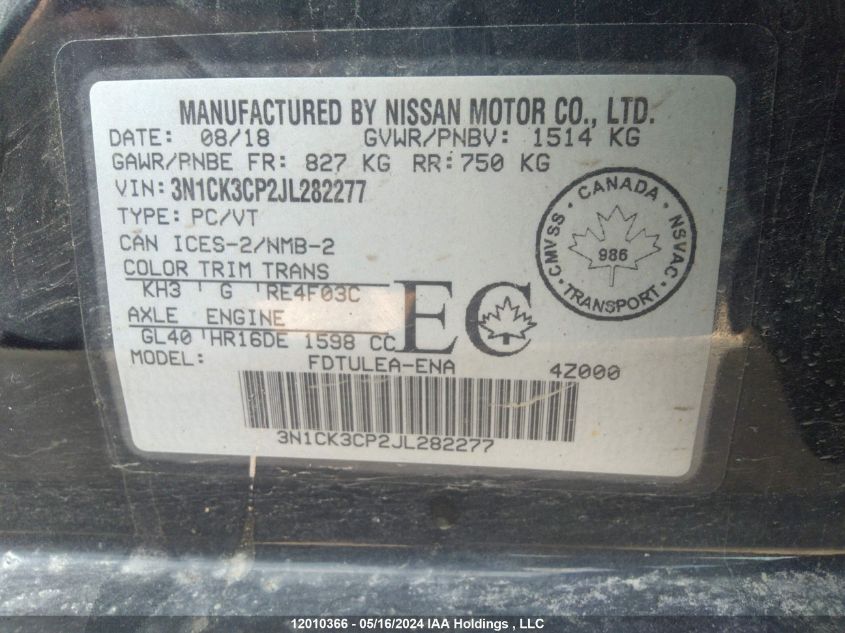 MANUFACTURED BY NISSAN MOTOR CO., LTD.
DATE: 08/18 GVWR/PNBV: 1514 KG
GAWR/PNBE FR: 827 KG RR: 750 KG
VIN: 3N1CK3CP2JL282277
TYPE: PC/VT
CAN ICES-2/NMB-2
COLOR TRIM TRANS
KH3 G RE4F03C
AXLE ENGINE
GL40 HR16DE 1598 CC
EC
CANADA
CMVSS 986 NSVAC
TRANSPORT
MODEL: FDTULEA-ENA 4Z000
3N1CK3CP2JL282277
12010366 - 05/16/2024 IAA Holdings , LLC